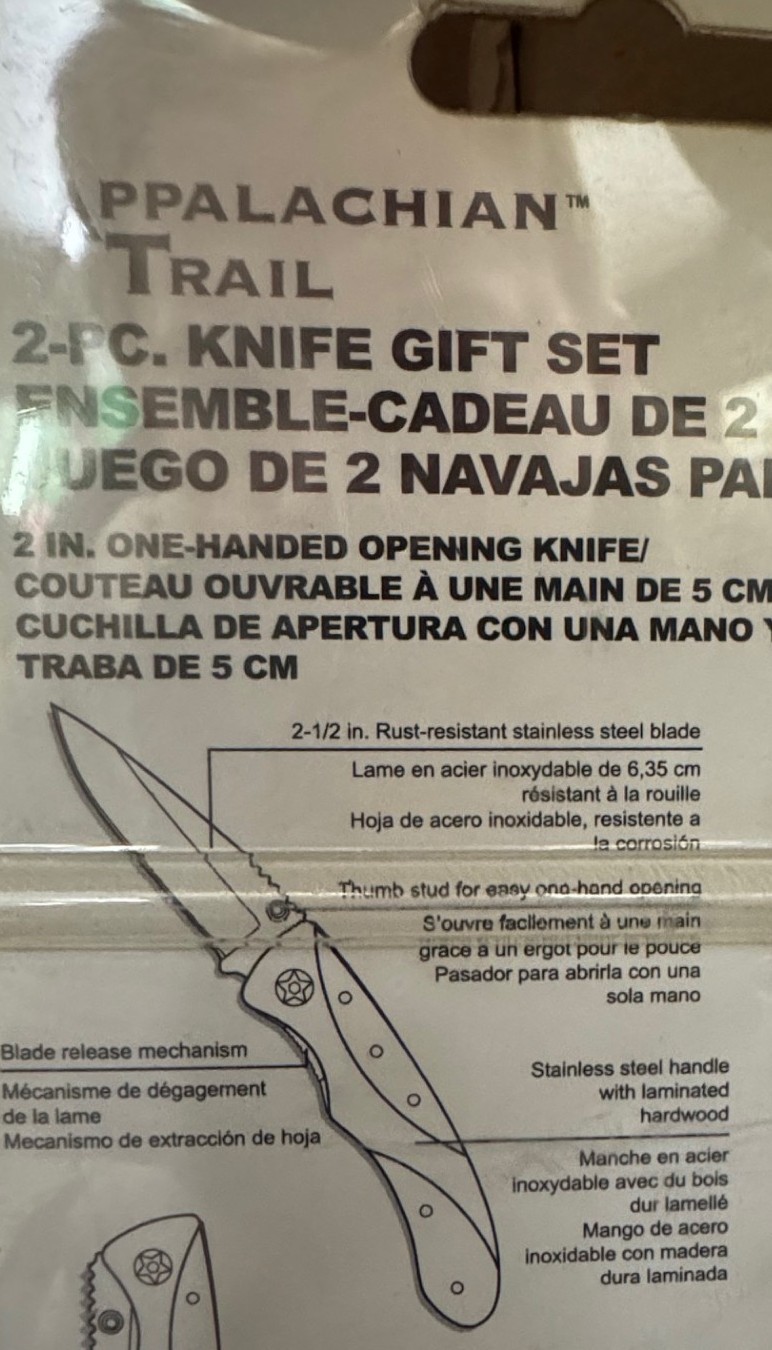 APPALACHIAN™
TRAIL
2-PC. KNIFE GIFT SET
ENSEMBLE-CADEAU DE 2
JUEGO DE 2 NAVAJAS
2 IN. ONE-HANDED OPENING KNIFE/
COUTEAU OUVRABLE À UNE MAIN DE 5 CM
CUCHILLA DE APERTURA CON UNA MANO Y
TRABA DE 5 CM
2-1/2 in. Rust-resistant stainless steel blade
Lame en acier inoxydable de 6,35 cm
résistant à la rouille
Hoja de acero inoxidable, resistente a
la corrosión
Thumb stud for easy one-hand opening
S'ouvre facilement à une main
grace à un ergot pour le pouce
Pasador para abrirla con una
sola mano
Blade release mechanism
Mécanisme de dégagement
de la lame
Mecanismo de extracción de hoja
Stainless steel handle
with laminated
hardwood
Manche en acier
inoxydable avec du bois
dur lamellé
Mango de acero
inoxidable con madera
dura laminada